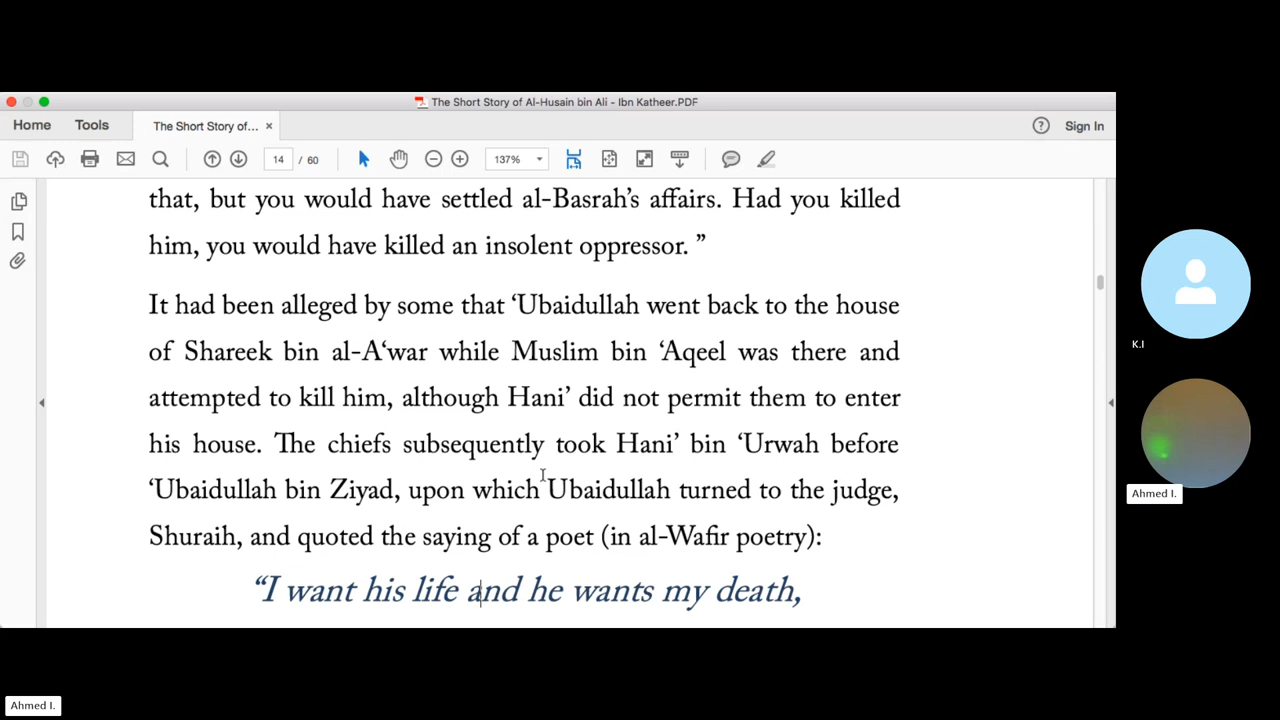 The Short Story of Al-Husain bin Ali - Ibn Katheer.PDF
Home Tools The Short Story of... × ? Sign In
14 / 60 137%
that, but you would have settled al-Basrah’s affairs. Had you killed
him, you would have killed an insolent oppressor. ”
It had been alleged by some that ‘Ubaidullah went back to the house
of Shareek bin al-A‘war while Muslim bin ‘Aqeel was there and
attempted to kill him, although Hani’ did not permit them to enter
his house. The chiefs subsequently took Hani’ bin ‘Urwah before
‘Ubaidullah bin Ziyad, upon which Ubaidullah turned to the judge,
Shuraih, and quoted the saying of a poet (in al-Wafir poetry):
“I want his life and he wants my death,
K.I
Ahmed I.
Ahmed I.